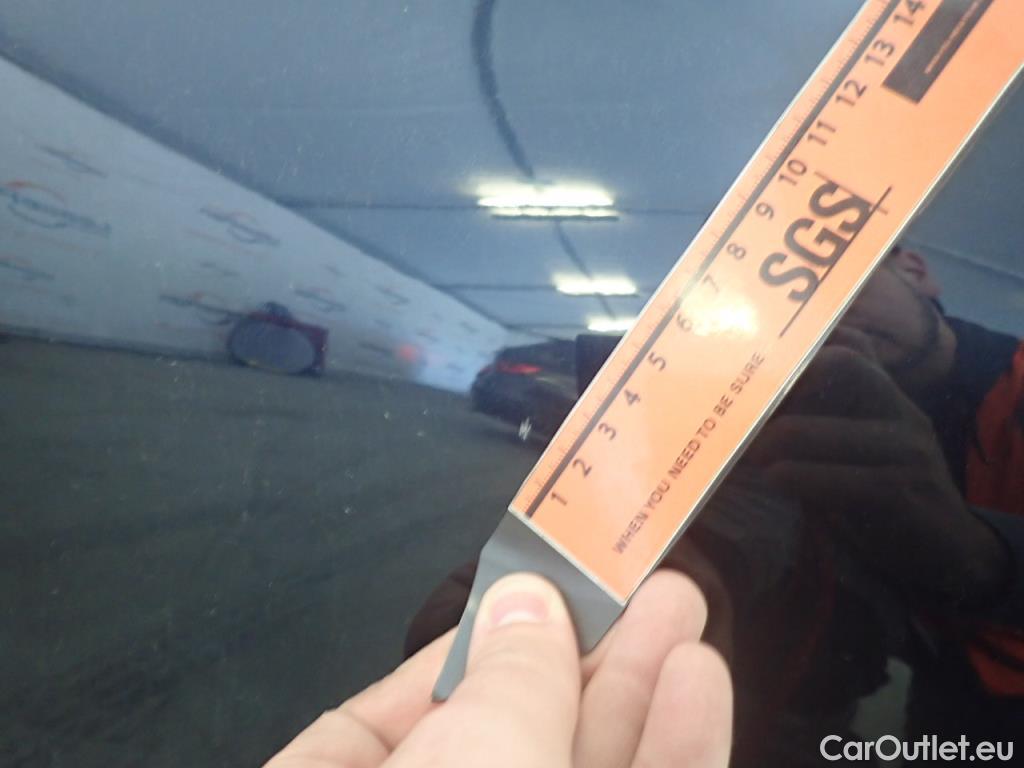 1 2 3 4 5 6 7 8 9 10 11 12 13 14
SGS
WHEN YOU NEED TO BE SURE
CarOutlet.eu